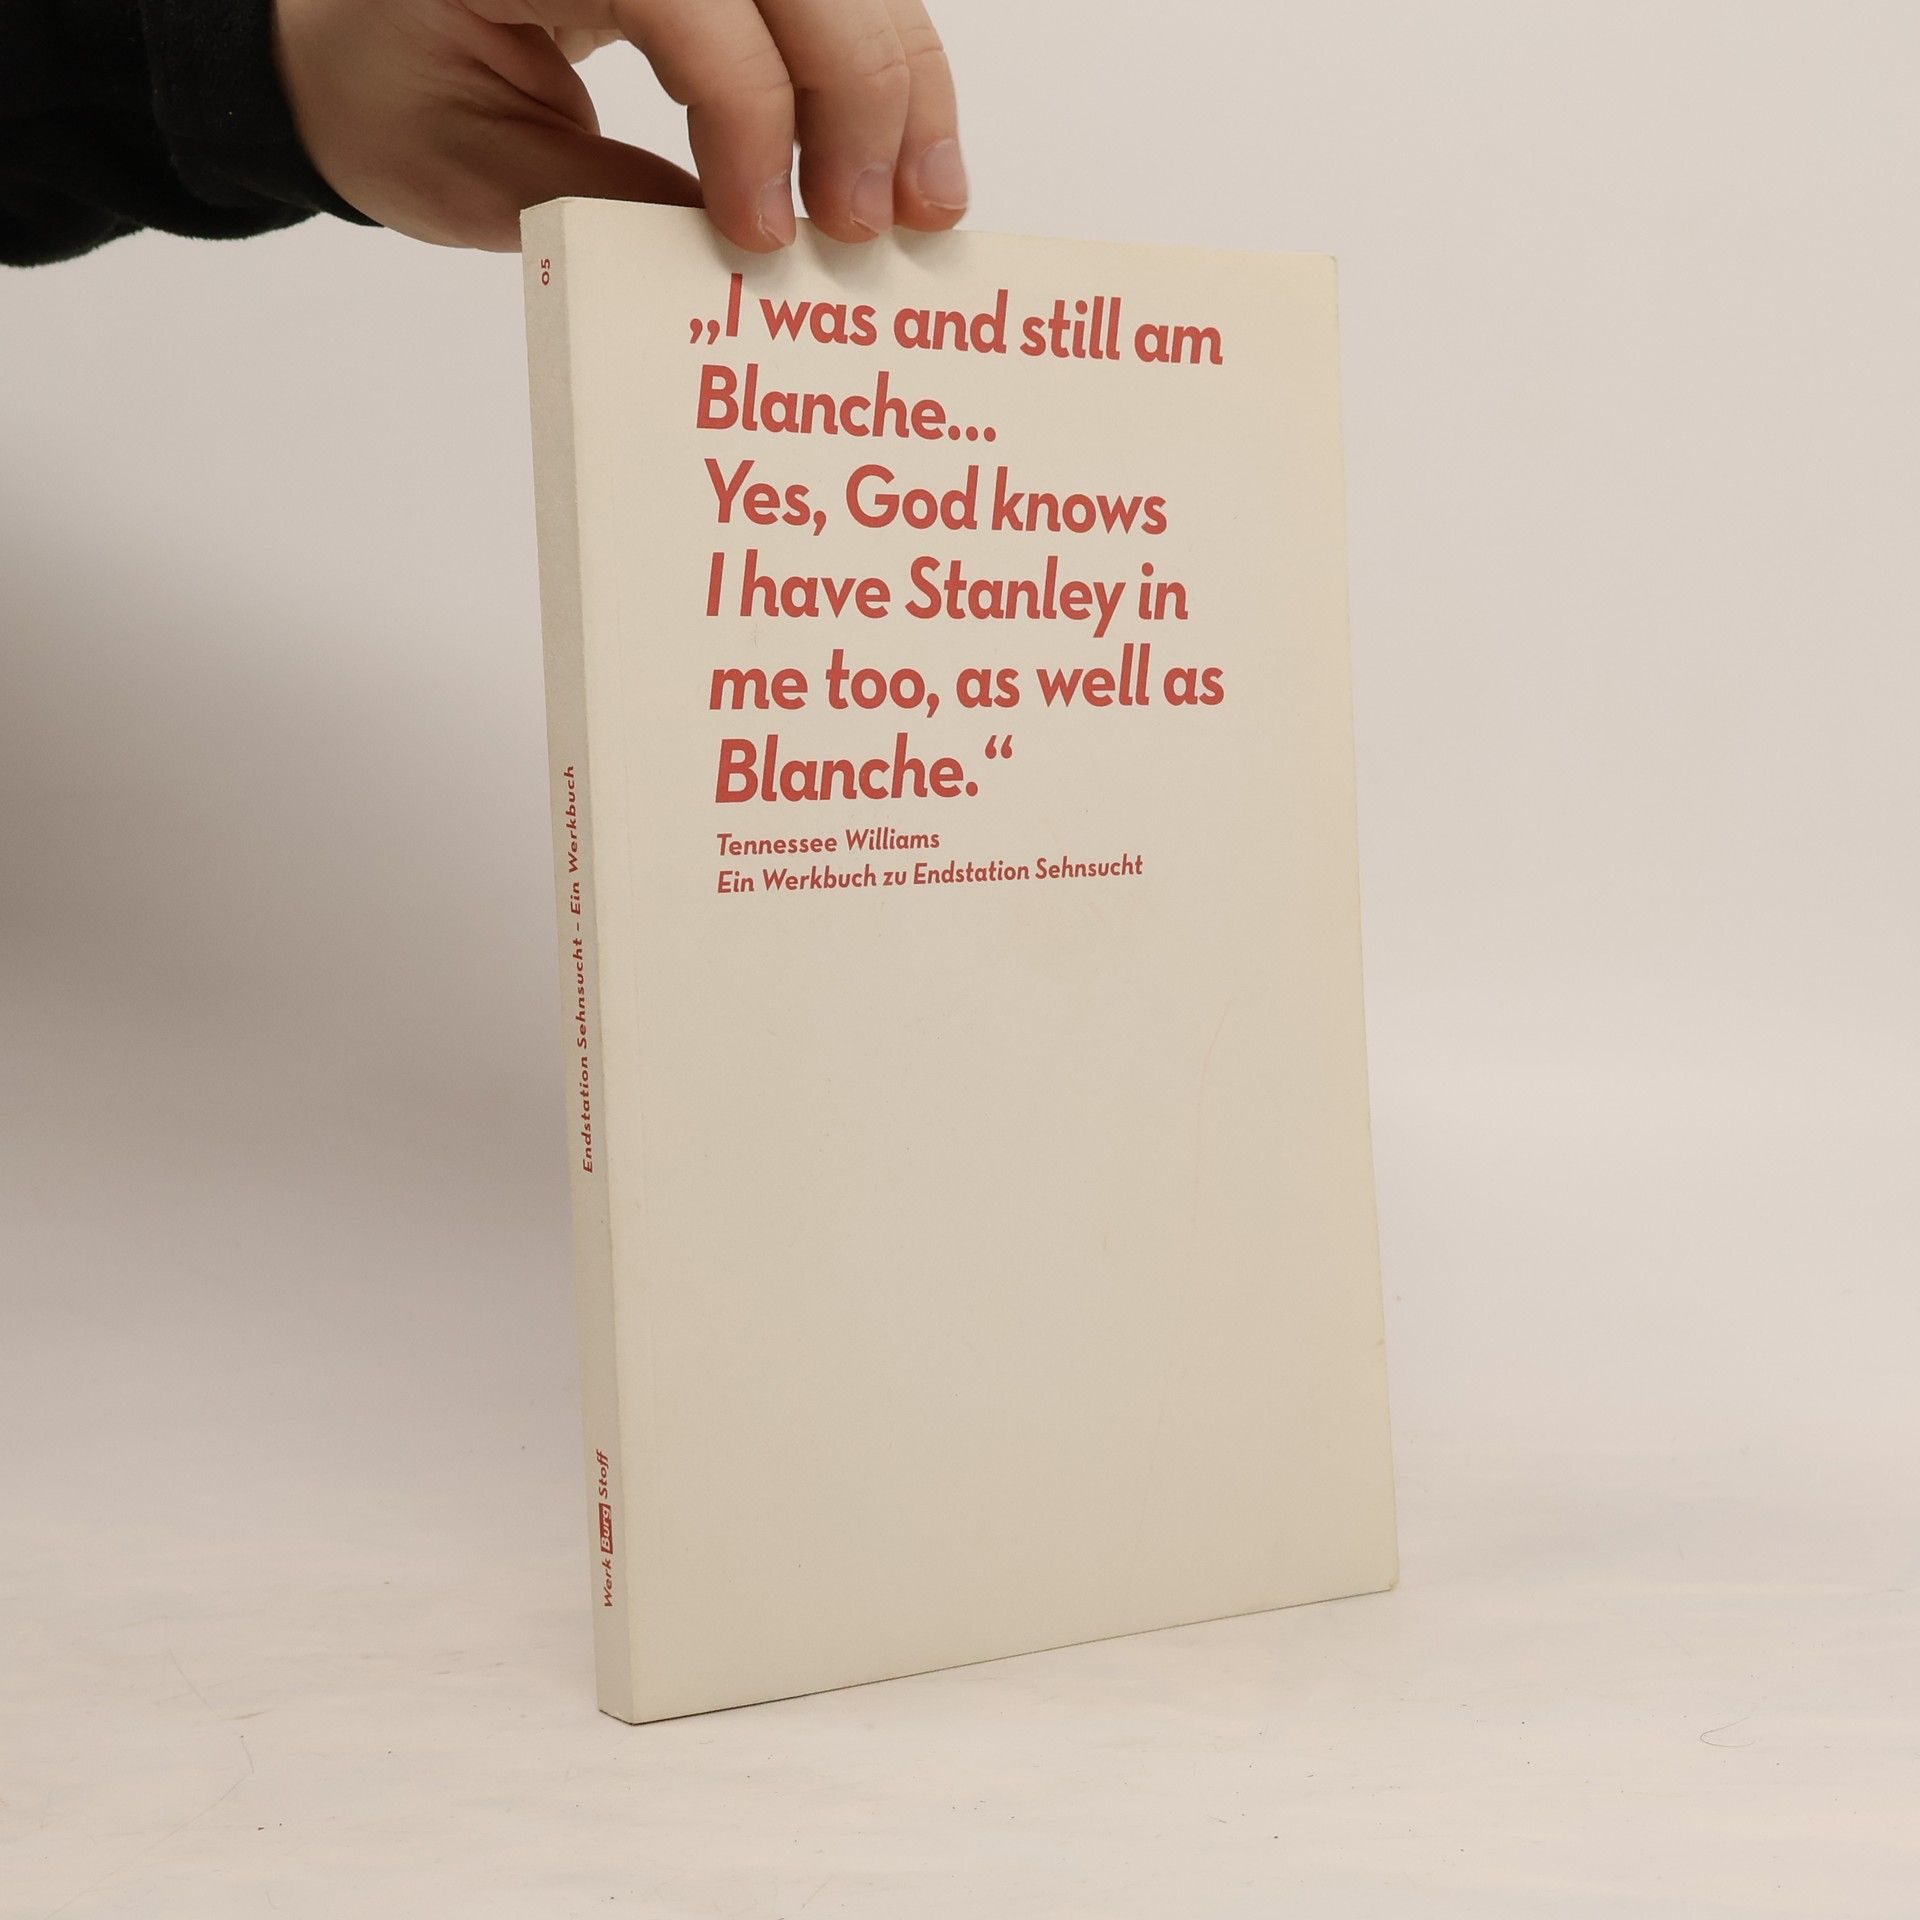 „I was and still am
Blanche...
Yes, God knows
I have Stanley in
me too, as well as
Blanche.“
Tennessee Williams
Ein Werkbuch zu Endstation Sehnsucht
05
Endstation Sehnsucht – Ein Werkbuch
Werk Burg Stoff